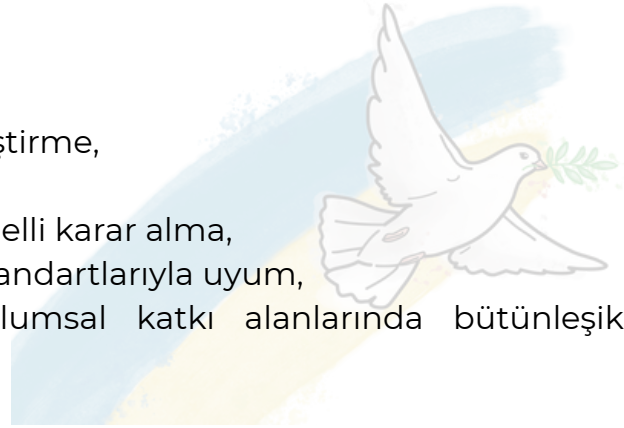 ştirme,
elli karar alma,
andartlarıyla uyum,
lumsal katkı alanlarında bütünleşik